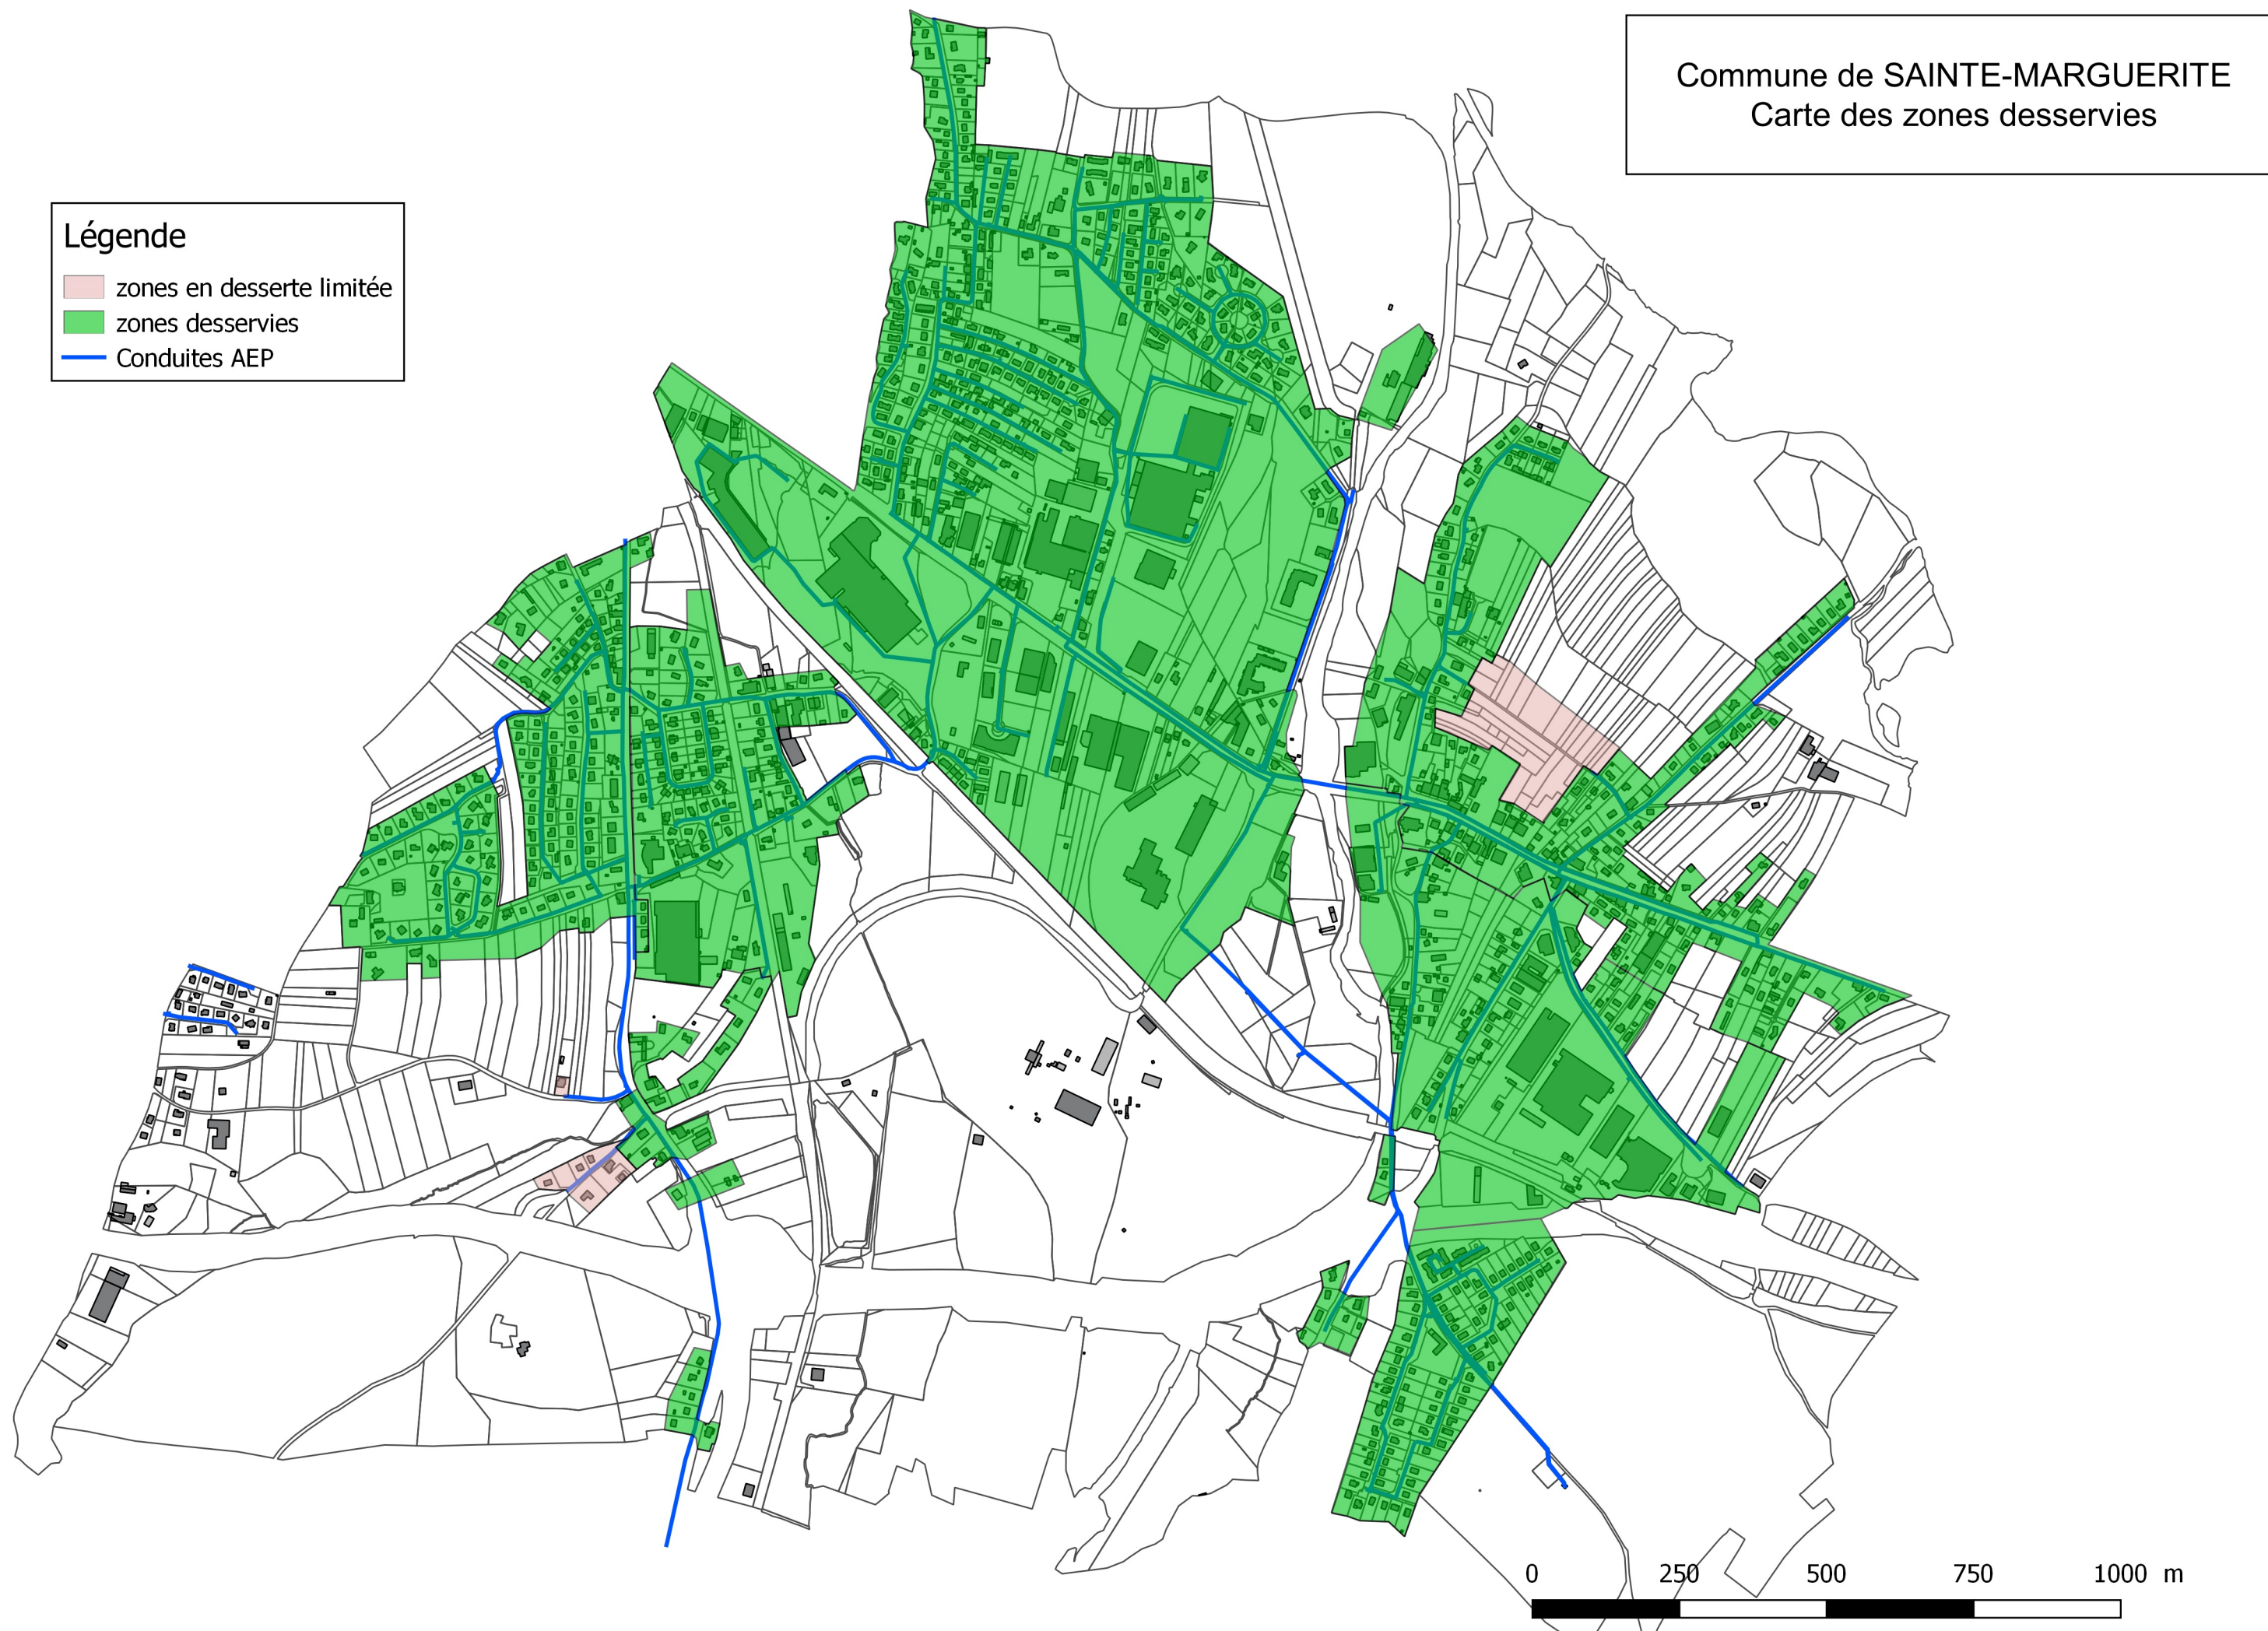 Commune de SAINTE-MARGUERITE
Carte des zones desservies
Légende
zones en desserte limitée
zones desservies
Conduites AEP
0 250 500 750 1000 m